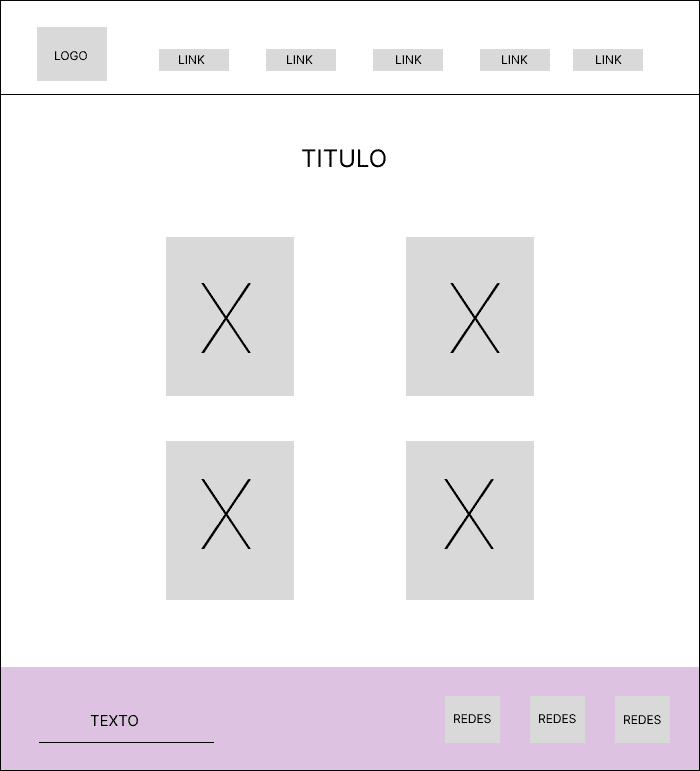 LOGO
LINK LINK LINK LINK LINK
TITULO
X X
X X
TEXTO
REDES REDES REDES